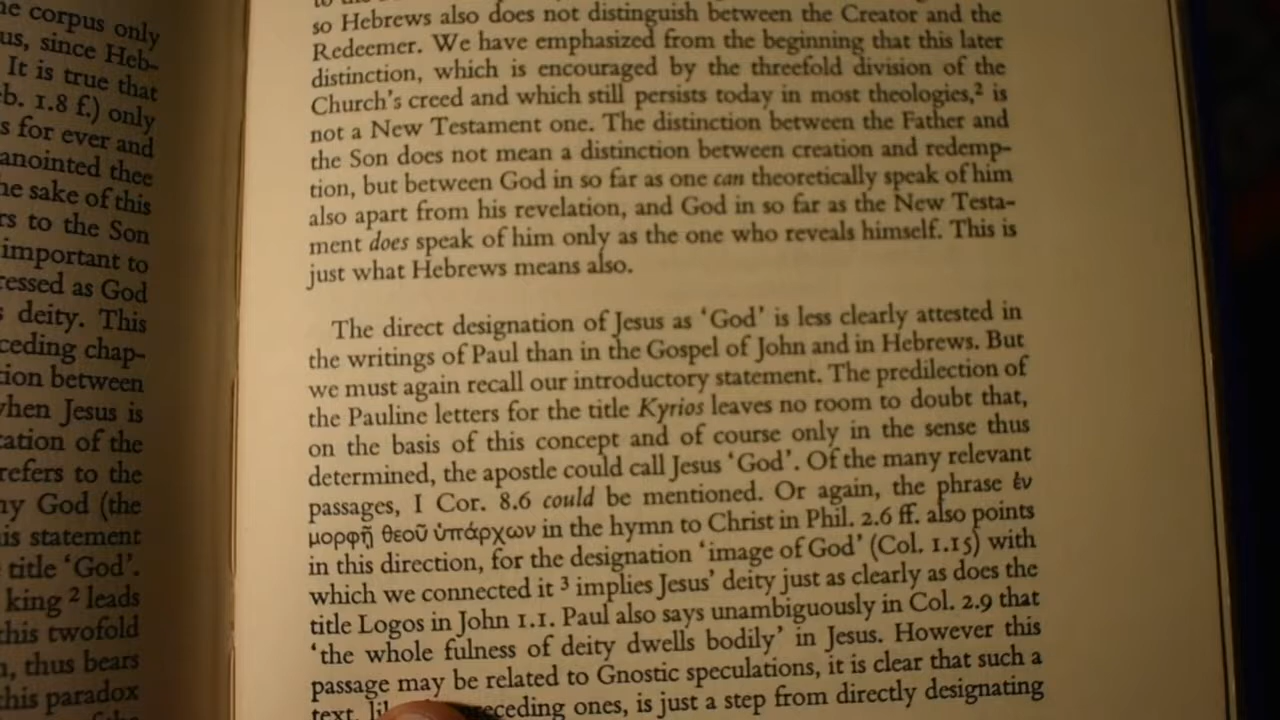 he corpus only
us, since Heb-
It is true that
b. 1.8 f.) only
s for ever and
anointed thee
he sake of this
rs to the Son
important to
ressed as God
deity. This
ceding chap-
tion between
when Jesus is
tation of the
refers to the
ny God (the
is statement
title ‘God’.
king ² leads
this twofold
n, thus bears
this paradox
so Hebrews also does not distinguish between the Creator and the
Redeemer. We have emphasized from the beginning that this later
distinction, which is encouraged by the threefold division of the
Church’s creed and which still persists today in most theologies,² is
not a New Testament one. The distinction between the Father and
the Son does not mean a distinction between creation and redemp-
tion, but between God in so far as one can theoretically speak of him
also apart from his revelation, and God in so far as the New Testa-
ment does speak of him only as the one who reveals himself. This is
just what Hebrews means also.
The direct designation of Jesus as ‘God’ is less clearly attested in
the writings of Paul than in the Gospel of John and in Hebrews. But
we must again recall our introductory statement. The predilection of
the Pauline letters for the title Kyrios leaves no room to doubt that,
on the basis of this concept and of course only in the sense thus
determined, the apostle could call Jesus ‘God’. Of the many relevant
passages, I Cor. 8.6 could be mentioned. Or again, the phrase ἐν
μορφῇ θεοῦ ὑπάρχων in the hymn to Christ in Phil. 2.6 ff. also points
in this direction, for the designation ‘image of God’ (Col. 1.15) with
which we connected it ³ implies Jesus’ deity just as clearly as does the
title Logos in John 1.1. Paul also says unambiguously in Col. 2.9 that
‘the whole fulness of deity dwells bodily’ in Jesus. However this
passage may be related to Gnostic speculations, it is clear that such a
text, ones, is just a step from directly designating